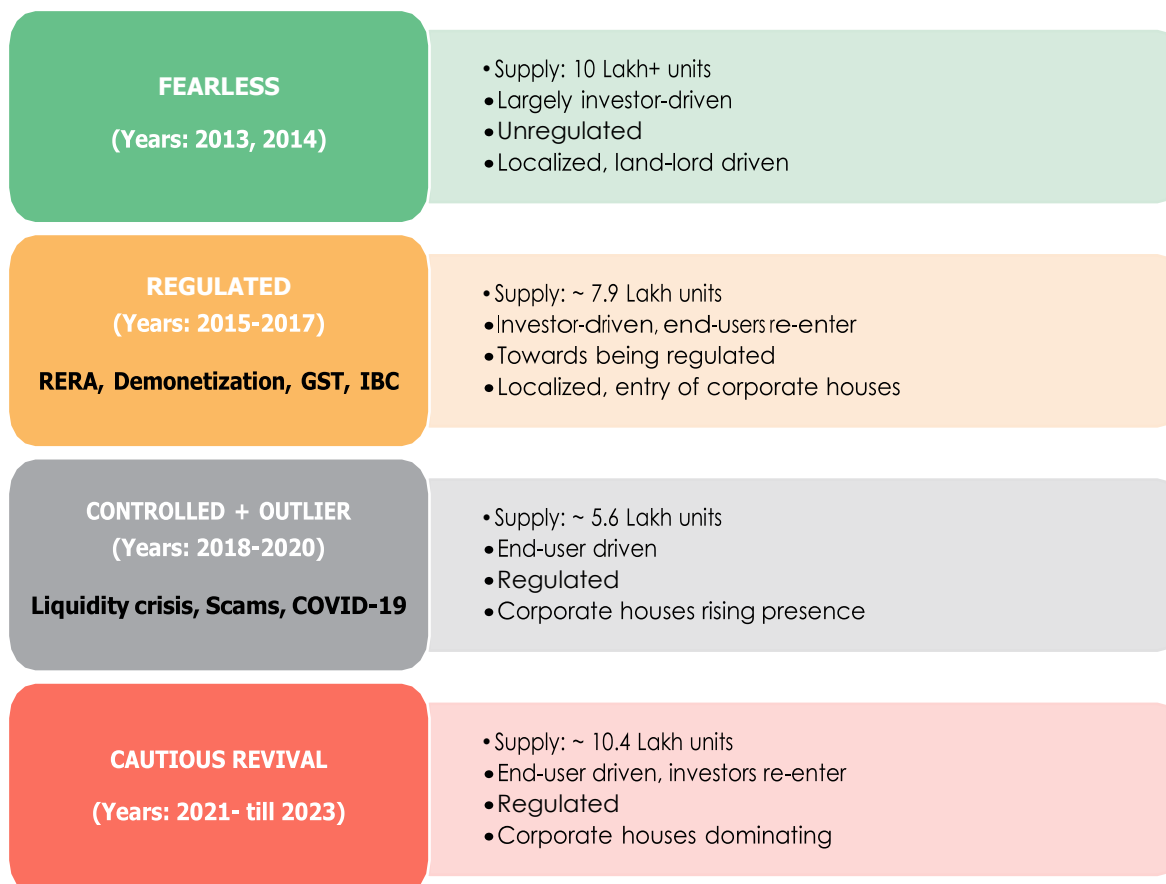 FEARLESS
(Years: 2013, 2014)
• Supply: 10 Lakh+ units
• Largely investor-driven
• Unregulated
• Localized, land-lord driven
REGULATED
(Years: 2015-2017)
RERA, Demonetization, GST, IBC
• Supply: ~ 7.9 Lakh units
• Investor-driven, end-users re-enter
• Towards being regulated
• Localized, entry of corporate houses
CONTROLLED + OUTLIER
(Years: 2018-2020)
Liquidity crisis, Scams, COVID-19
• Supply: ~ 5.6 Lakh units
• End-user driven
• Regulated
• Corporate houses rising presence
CAUTIOUS REVIVAL
(Years: 2021- till 2023)
• Supply: ~ 10.4 Lakh units
• End-user driven, investors re-enter
• Regulated
• Corporate houses dominating